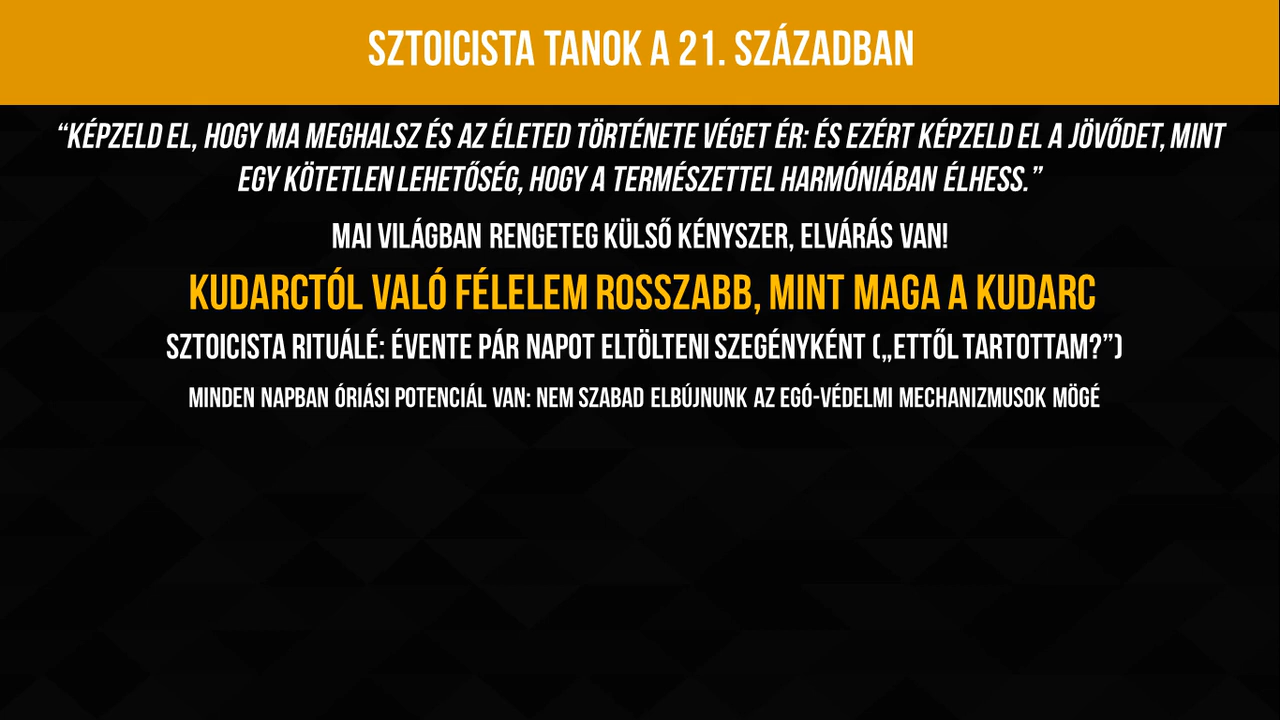 SZTOICISTA TANOK A 21. SZÁZADBAN
“KÉPZELD EL, HOGY MA MEGHALSZ ÉS AZ ÉLETED TÖRTÉNETE VÉGET ÉR: ÉS EZÉRT KÉPZELD EL A JÖVŐDET, MINT
EGY KÖTETLEN LEHETŐSÉG, HOGY A TERMÉSZETTEL HARMÓNIÁBAN ÉLHESS.”
MAI VILÁGBAN RENGETEG KÜLSŐ KÉNYSZER, ELVÁRÁS VAN!
KUDARCTÓL VALÓ FÉLELEM ROSSZABB, MINT MAGA A KUDARC
SZTOICISTA RITUÁLÉ: ÉVENTE PÁR NAPOT ELTÖLTENI SZEGÉNYKÉNT („ETTŐL TARTOTTAM?”)
MINDEN NAPBAN ÓRIÁSI POTENCIÁL VAN: NEM SZABAD ELBÚJNUNK AZ EGÓ-VÉDELMI MECHANIZMUSOK MÖGÉ